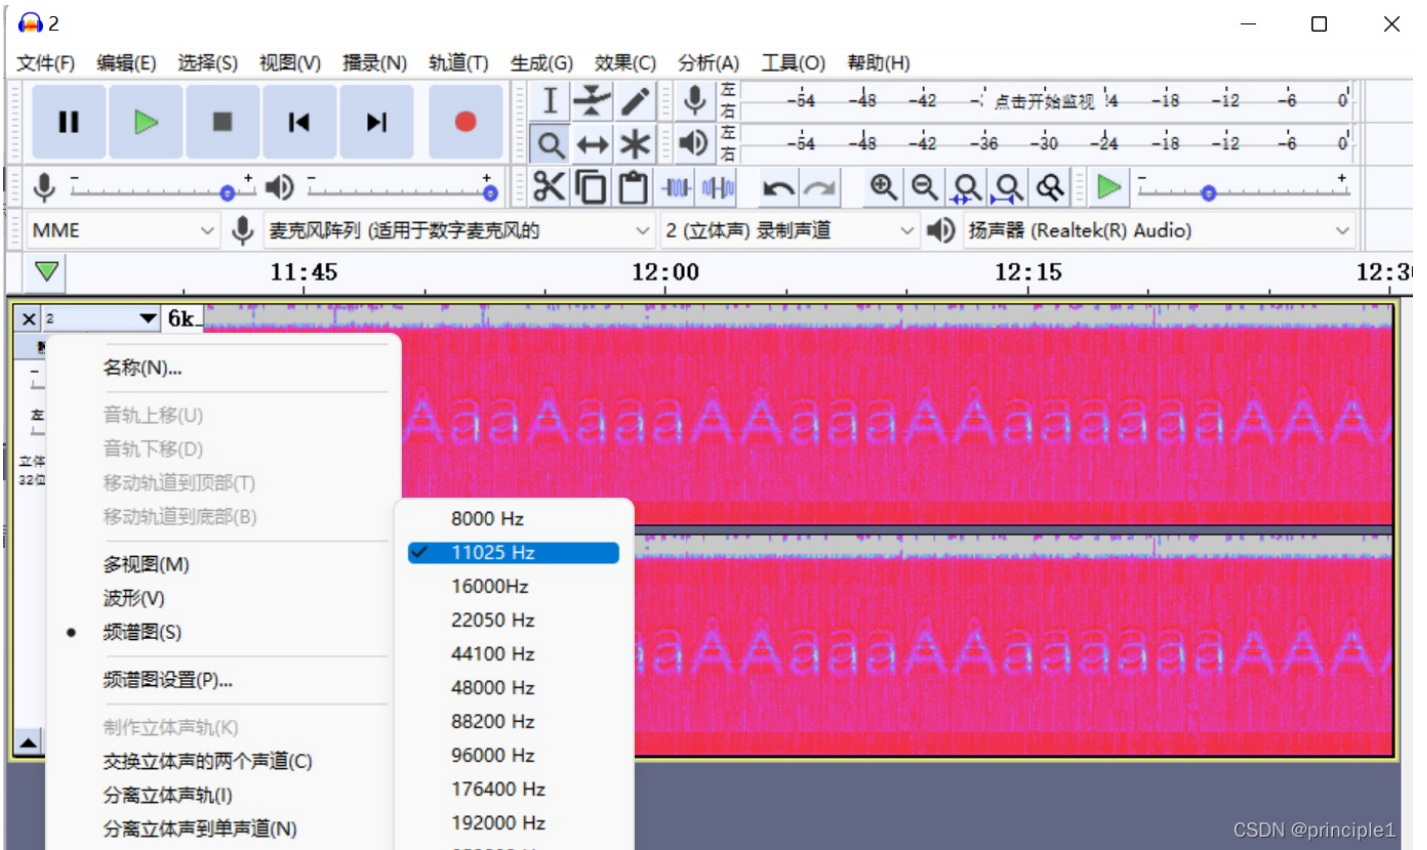 2
文件(F) 编辑(E) 选择(S) 视图(V) 播录(N) 轨道(T) 生成(G) 效果(C) 分析(A) 工具(O) 帮助(H)
左 右 -54 -48 -42 点击开始监视 -18 -12 -6 0
左 右 -54 -48 -42 -36 -30 -24 -18 -12 -6 0
- + - + - +
MME 麦克风阵列 (适用于数字麦克风的 2 (立体声) 录制声道 扬声器 (Realtek(R) Audio)
11:45 12:00 12:15 12:3
2 6k
名称(N)...
音轨上移(U)
左 音轨下移(D)
立体 移动轨道到顶部(T)
32位 移动轨道到底部(B)
AaaAaaaAAaaaAAaaaaaaAAA
多视图(M)
波形(V)
频谱图(S)
频谱图设置(P)...
制作立体声轨(K)
交换立体声的两个声道(C)
分离立体声轨(I)
分离立体声到单声道(N)
8000 Hz
11025 Hz
16000Hz
22050 Hz
44100 Hz
48000 Hz
88200 Hz
96000 Hz
176400 Hz
192000 Hz
aaAAaaaAAaaaaaaAAA
CSDN @principle1